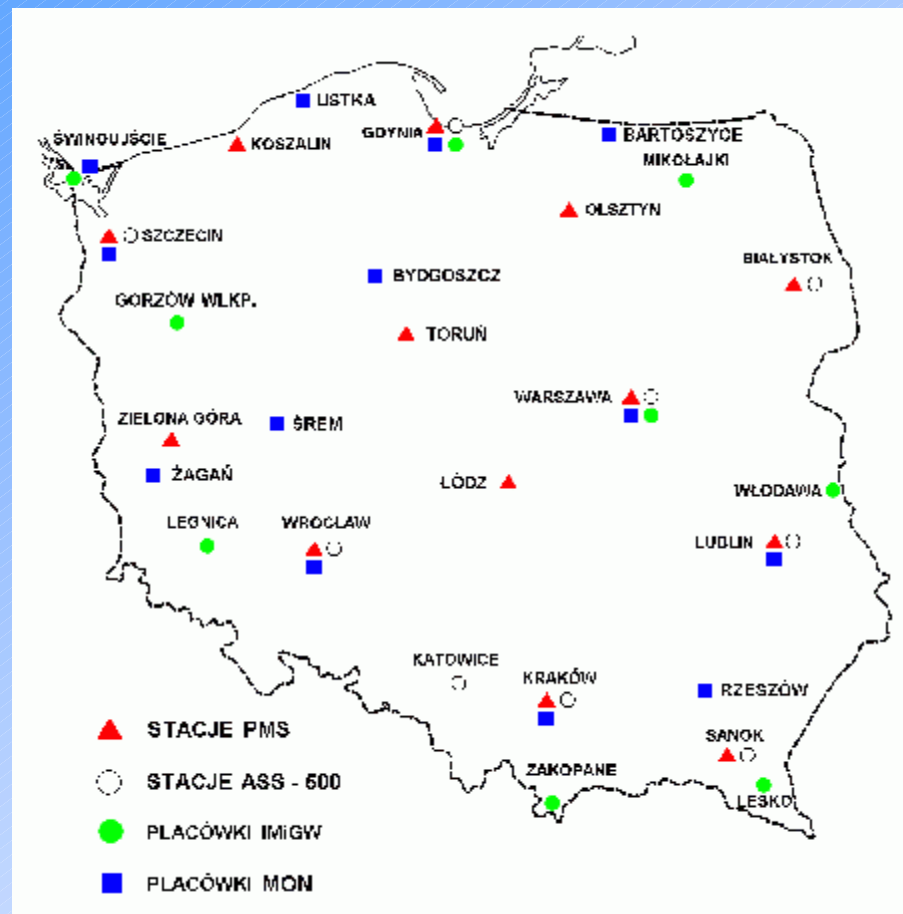 USTKA
GDYNIA
ŚWINOUJŚCIE
KOSZALIN
BARTOSZYCE
MIKOŁAJKI
OLSZTYN
SZCZECIN
BIAŁYSTOK
BYDGOSZCZ
GORZÓW WLKP.
TORUŃ
WARSZAWA
ZIELONA GÓRA
ŚREM
ŻAGAŃ
ŁÓDZ
WŁODAWA
LEGNICA
WROCŁAW
LUBLIN
KATOWICE
KRAKÓW
RZESZÓW
SANOK
ZAKOPANE
LESKO
STACJE PMS
STACJE ASS - 500
PLACÓWKI IMiGW
PLACÓWKI MON